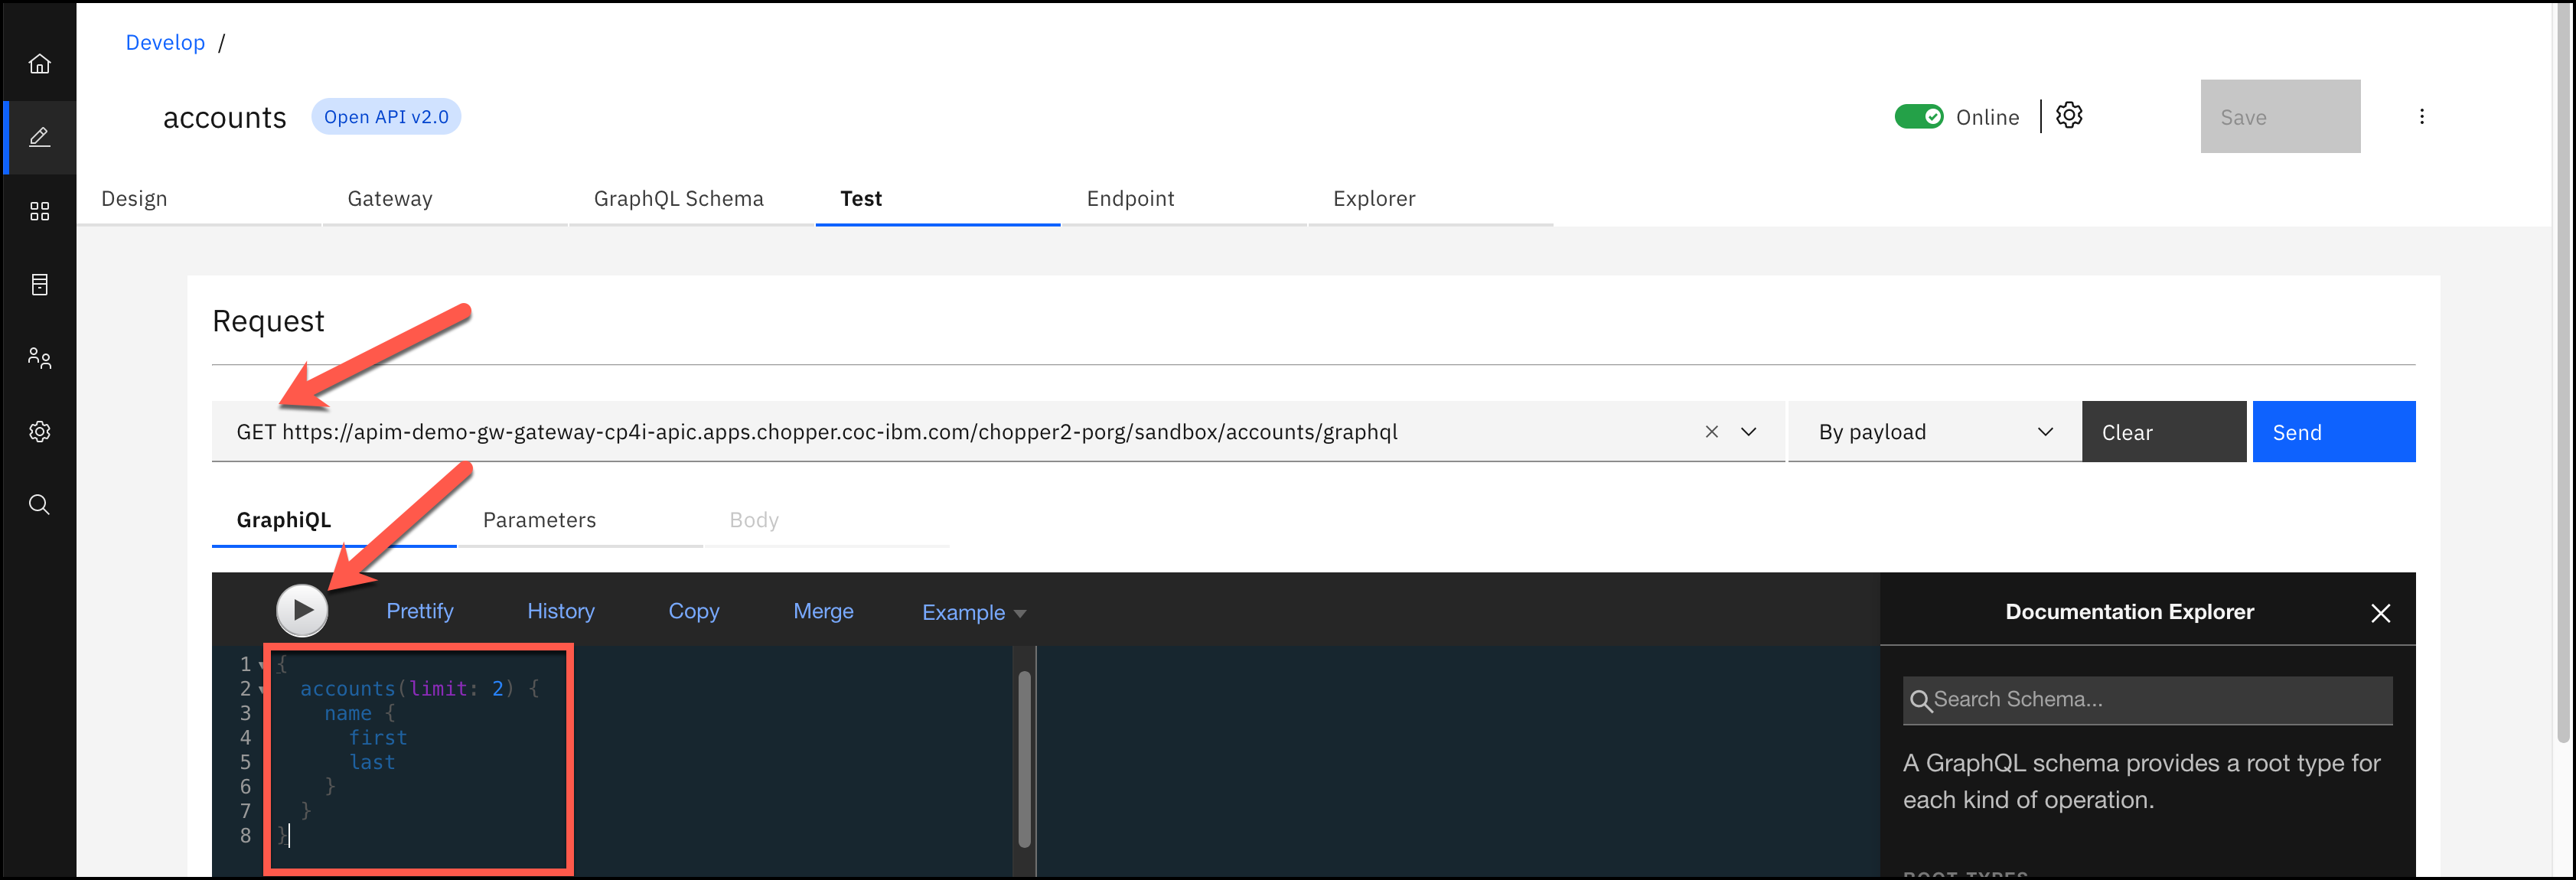 Develop /
accounts Open API v2.0 Online Save
Design Gateway GraphQL Schema Test Endpoint Explorer
Request
GET https://apim-demo-gw-gateway-cp4i-apic.apps.chopper.coc-ibm.com/chopper2-porg/sandbox/accounts/graphql By payload Clear Send
GraphiQL Parameters Body
Prettify History Copy Merge Example Documentation Explorer
1 {
2 accounts(limit: 2) {
3 name {
4 first
5 last
6 }
7 }
8 }
Search Schema...
A GraphQL schema provides a root type for
each kind of operation.
ROOT TYPES